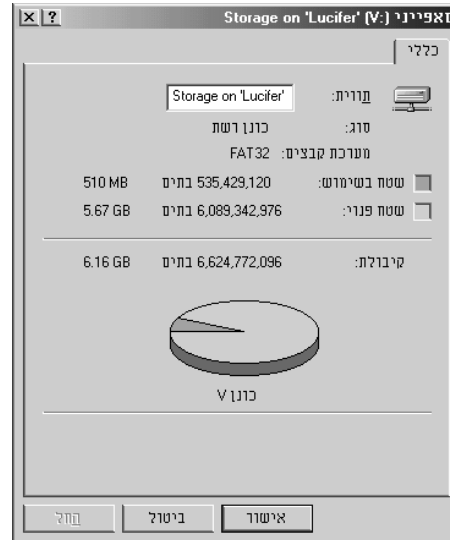 מאפייני Storage on 'Lucifer' (V:)
כללי
תווית: Storage on 'Lucifer'
סוג: כונן רשת
מערכת קבצים: FAT32
שטח בשימוש: 535,429,120 בתים 510 MB
שטח פנוי: 6,089,342,976 בתים 5.67 GB
קיבולת: 6,624,772,096 בתים 6.16 GB
כונן V
אישור ביטול החל